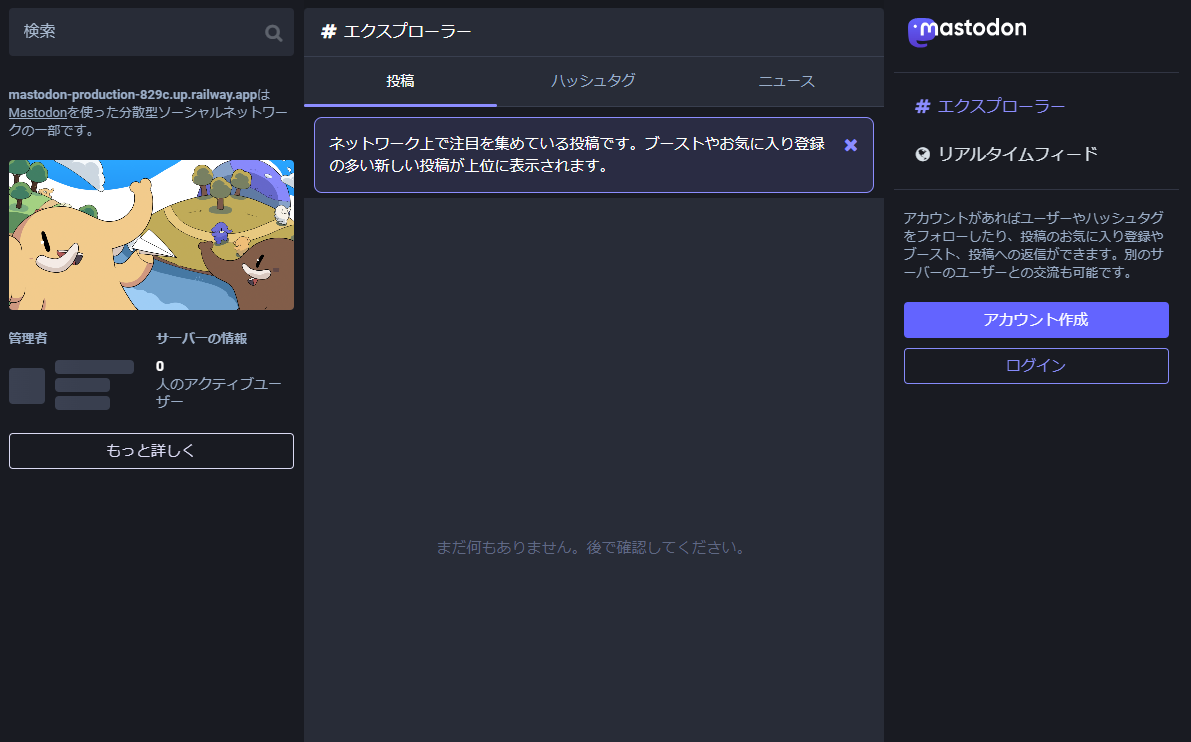 検索
mastodon-production-829c.up.railway.appは
Mastodonを使った分散型ソーシャルネットワー
クの一部です。
管理者
サーバーの情報
0
人のアクティブユー
ザー
もっと詳しく
# エクスプローラー
投稿
ハッシュタグ
ニュース
ネットワーク上で注目を集めている投稿です。ブーストやお気に入り登録
の多い新しい投稿が上位に表示されます。
まだ何もありません。後で確認してください。
mastodon
# エクスプローラー
リアルタイムフィード
アカウントがあればユーザーやハッシュタグ
をフォローしたり、投稿のお気に入り登録や
ブースト、投稿への返信ができます。別のサ
ーバーのユーザーとの交流も可能です。
アカウント作成
ログイン